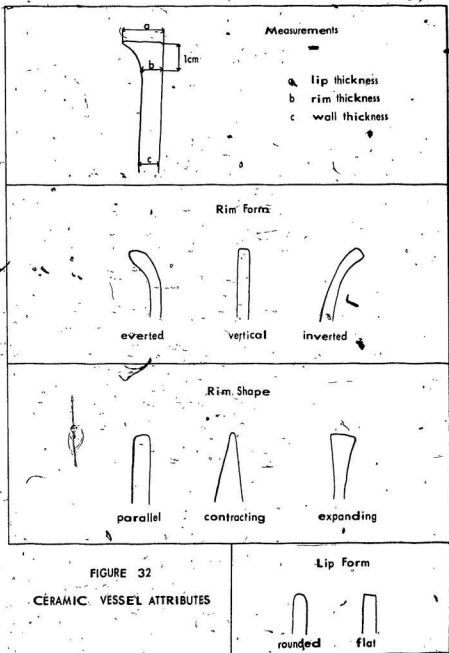 Measurements
a
1cm
b
a lip thickness
b rim thickness
c wall thickness
c
Rim Form
everted vertical inverted
Rim Shape
parallel contracting expanding
FIGURE 32
CERAMIC VESSEL ATTRIBUTES
Lip Form
rounded flat